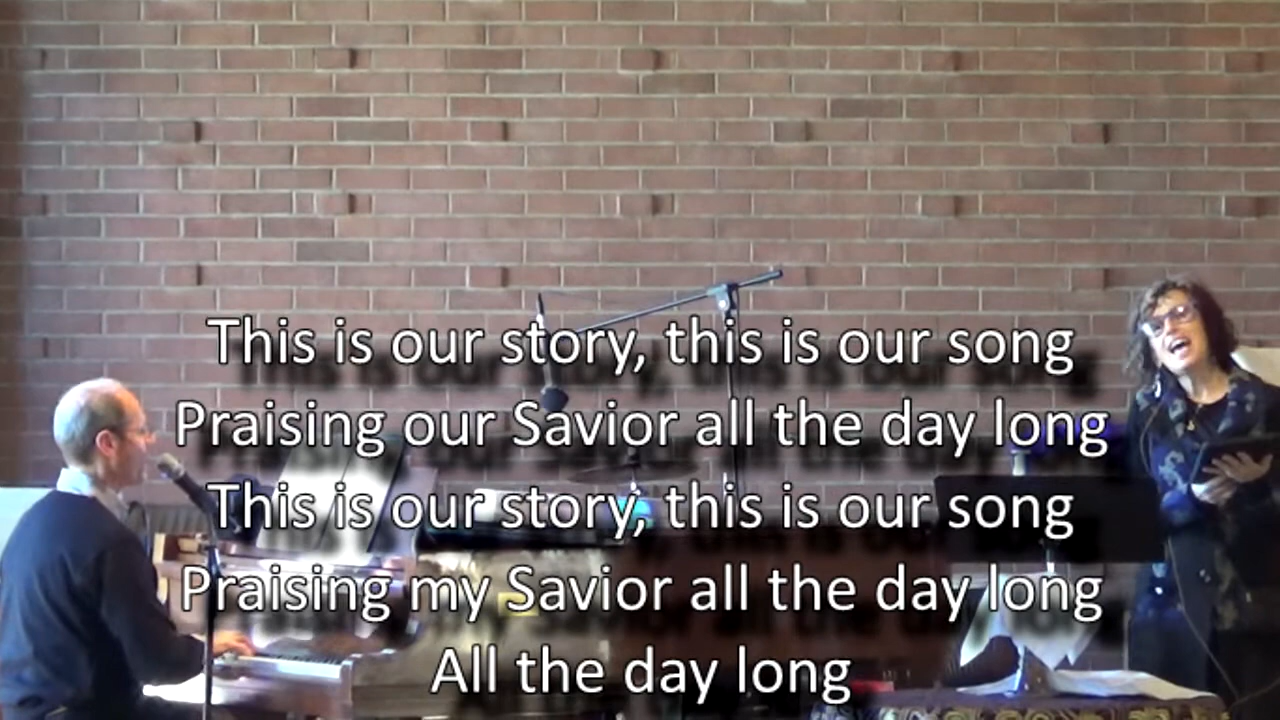 This is our story, this is our song
Praising our Savior all the day long
This is our story, this is our song
Praising my Savior all the day long
All the day long